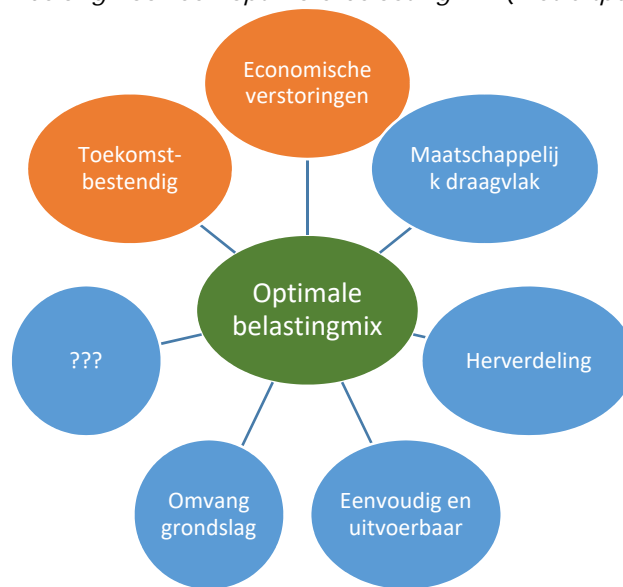 Economische
verstoringen
Toekomst-
bestendig
Maatschappelij
k draagvlak
Optimale
belastingmix
???
Herverdeling
Omvang
grondslag
Eenvoudig en
uitvoerbaar